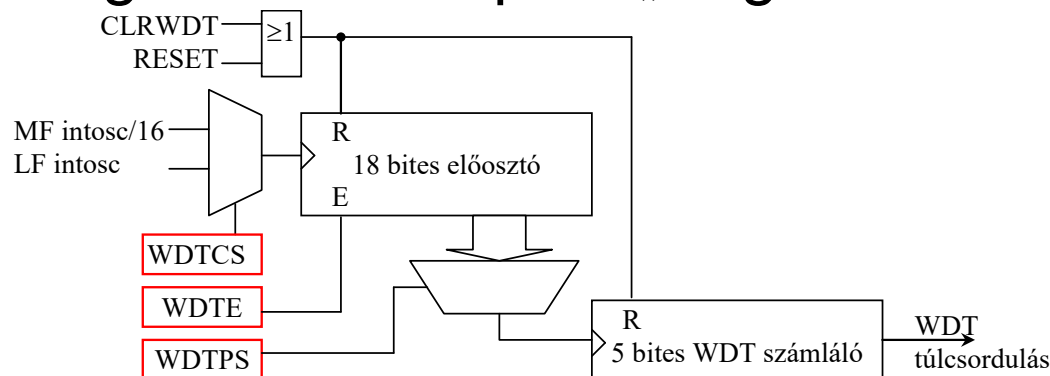 CLRWDT
≥1
RESET
MF intosc/16
LF intosc
R
18 bites előosztó
E
WDTCS
WDTE
WDTPS
R
5 bites WDT számláló
WDT
túlcsordulás